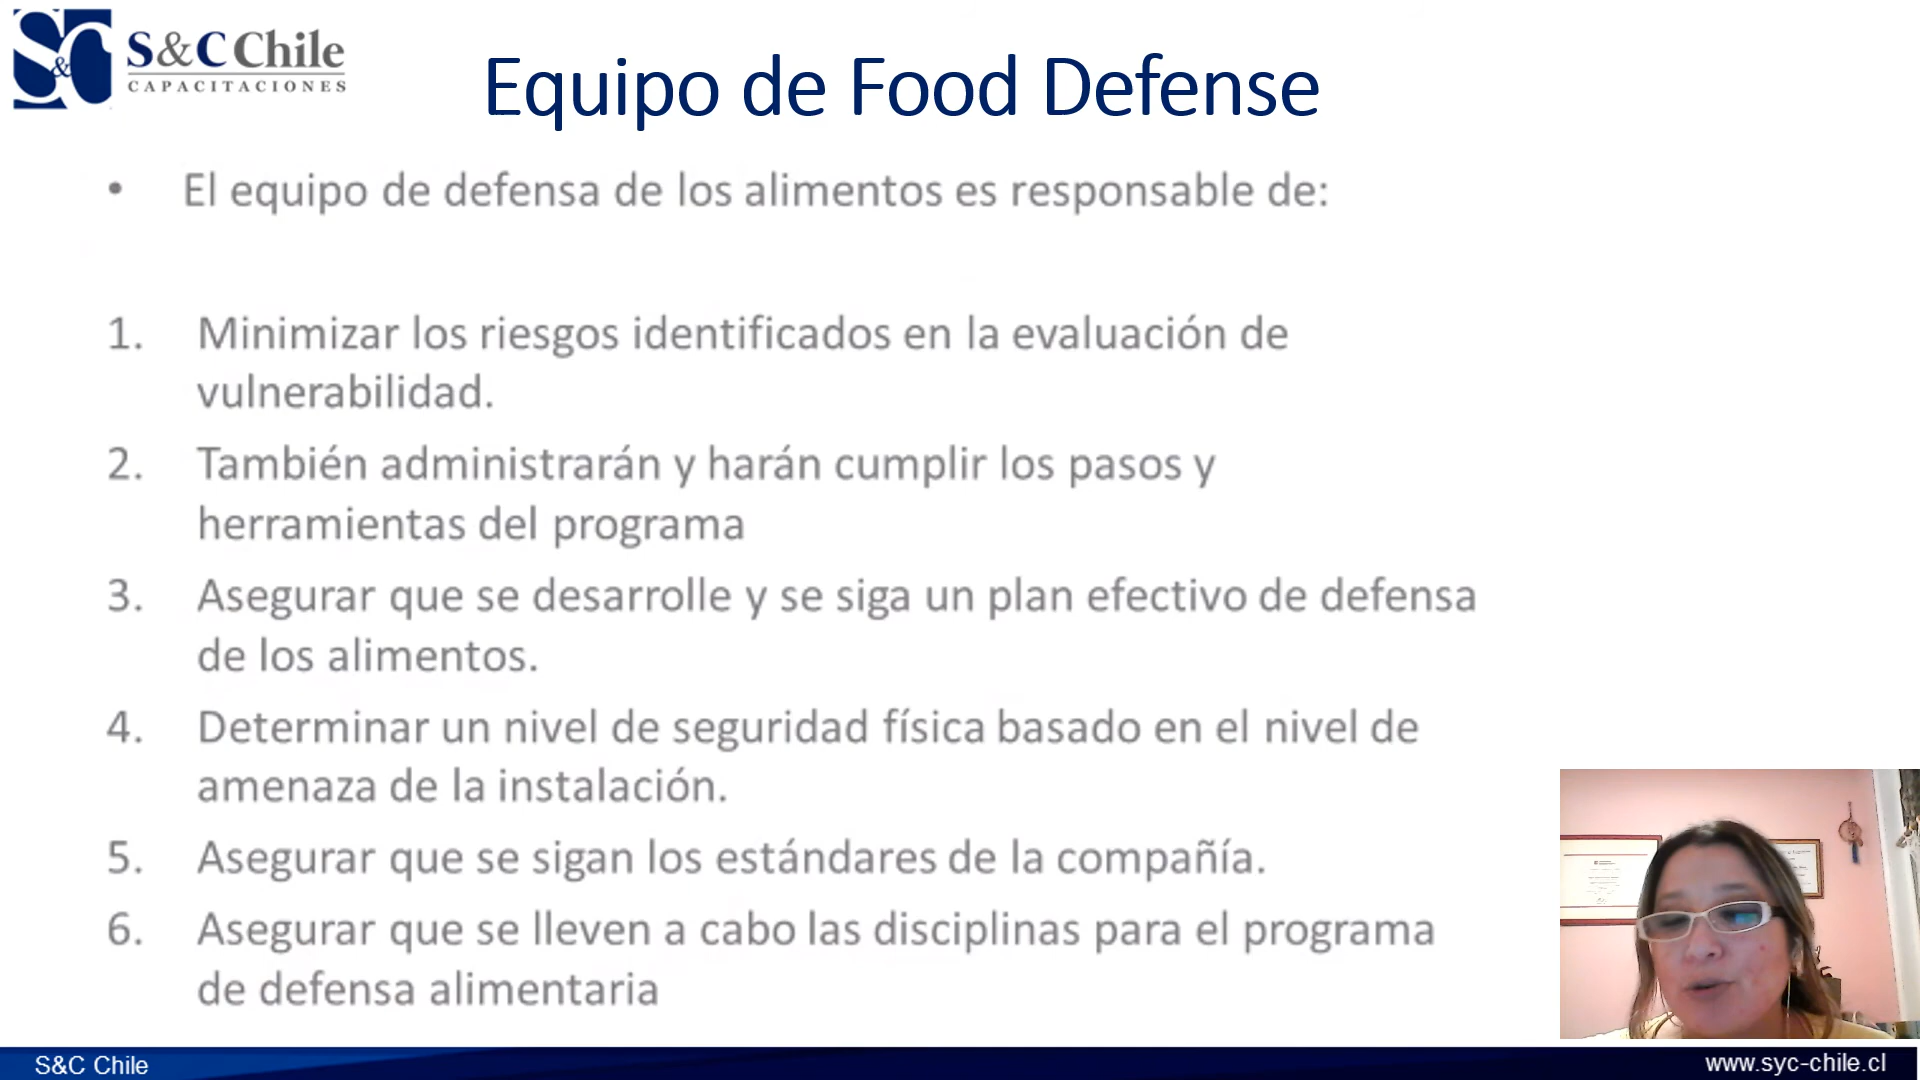 S&C S&C Chile
CAPACITACIONES
Equipo de Food Defense
• El equipo de defensa de los alimentos es responsable de:
1. Minimizar los riesgos identificados en la evaluación de
vulnerabilidad.
2. También administrarán y harán cumplir los pasos y
herramientas del programa
3. Asegurar que se desarrolle y se siga un plan efectivo de defensa
de los alimentos.
4. Determinar un nivel de seguridad física basado en el nivel de
amenaza de la instalación.
5. Asegurar que se sigan los estándares de la compañía.
6. Asegurar que se lleven a cabo las disciplinas para el programa
de defensa alimentaria
S&C Chile
www.syc-chile.cl